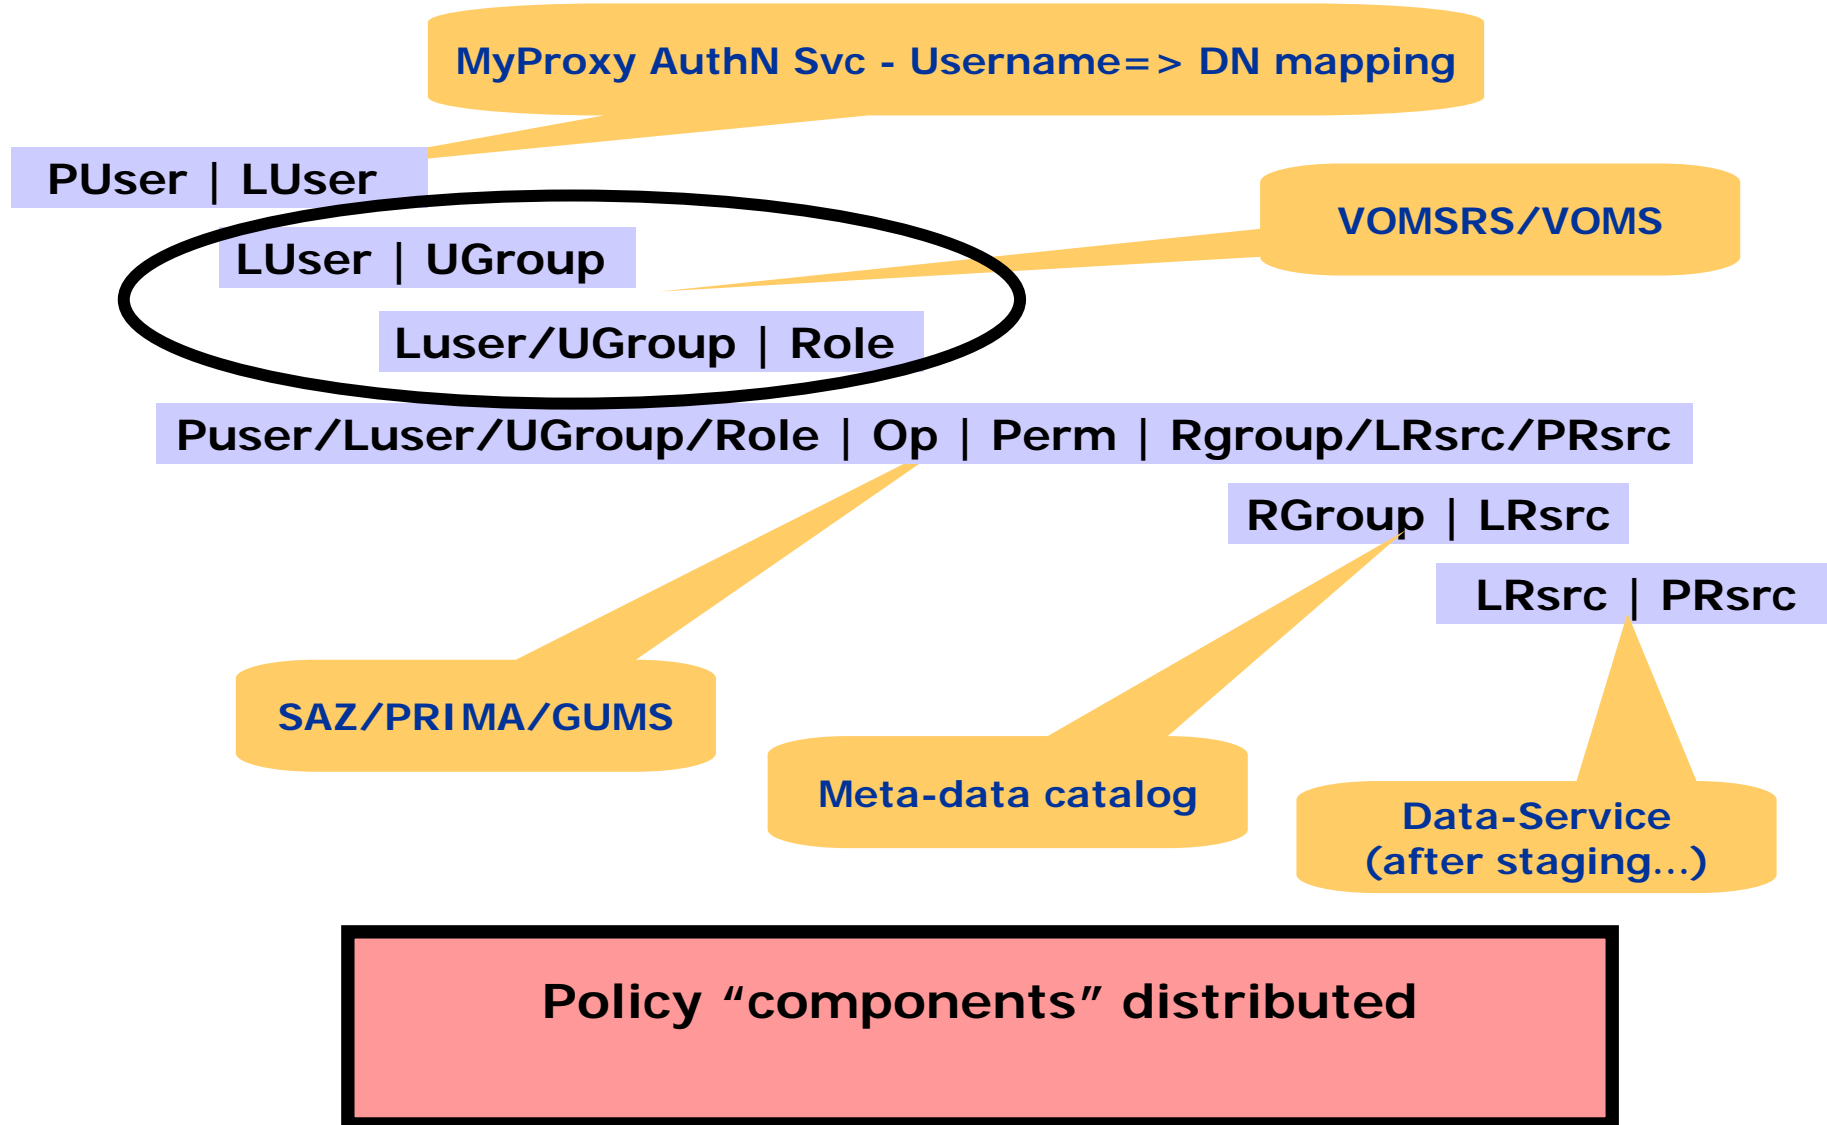 MyProxy AuthN Svc - Username=> DN mapping
PUser | LUser
VOMSRS/VOMS
LUser | UGroup
Luser/UGroup | Role
Puser/Luser/UGroup/Role | Op | Perm | Rgroup/LRsrc/PRsrc
RGroup | LRsrc
LRsrc | PRsrc
SAZ/PRIMA/GUMS
Meta-data catalog
Data-Service
(after staging...)
Policy “components” distributed